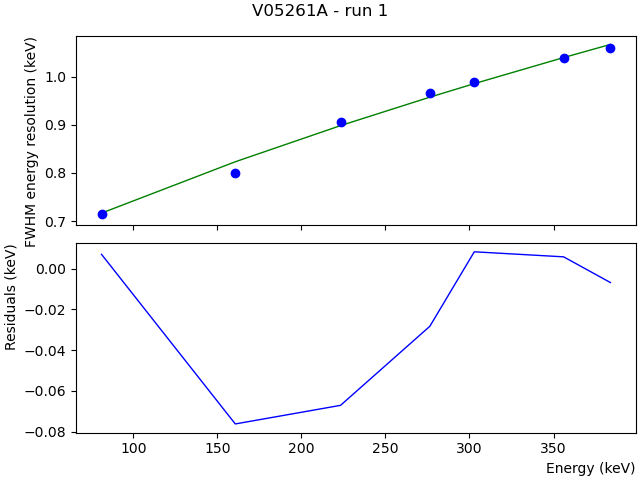 V05261A - run 1
FWHM energy resolution (keV)
1.0
0.9
0.8
0.7
Residuals (keV)
0.00
−0.02
−0.04
−0.06
−0.08
100 150 200 250 300 350
Energy (keV)